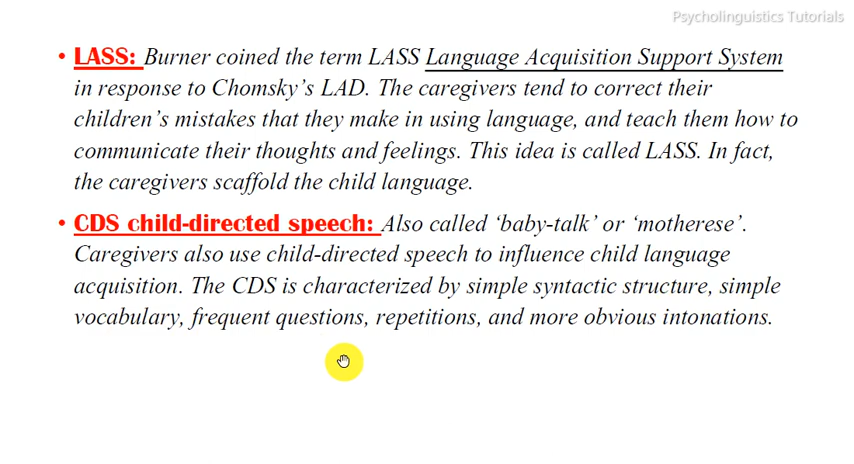 Psycholinguistics Tutorials
• LASS: Burner coined the term LASS Language Acquisition Support System
in response to Chomsky's LAD. The caregivers tend to correct their
children's mistakes that they make in using language, and teach them how to
communicate their thoughts and feelings. This idea is called LASS. In fact,
the caregivers scaffold the child language.
• CDS child-directed speech: Also called 'baby-talk' or 'motherese'.
Caregivers also use child-directed speech to influence child language
acquisition. The CDS is characterized by simple syntactic structure, simple
vocabulary, frequent questions, repetitions, and more obvious intonations.